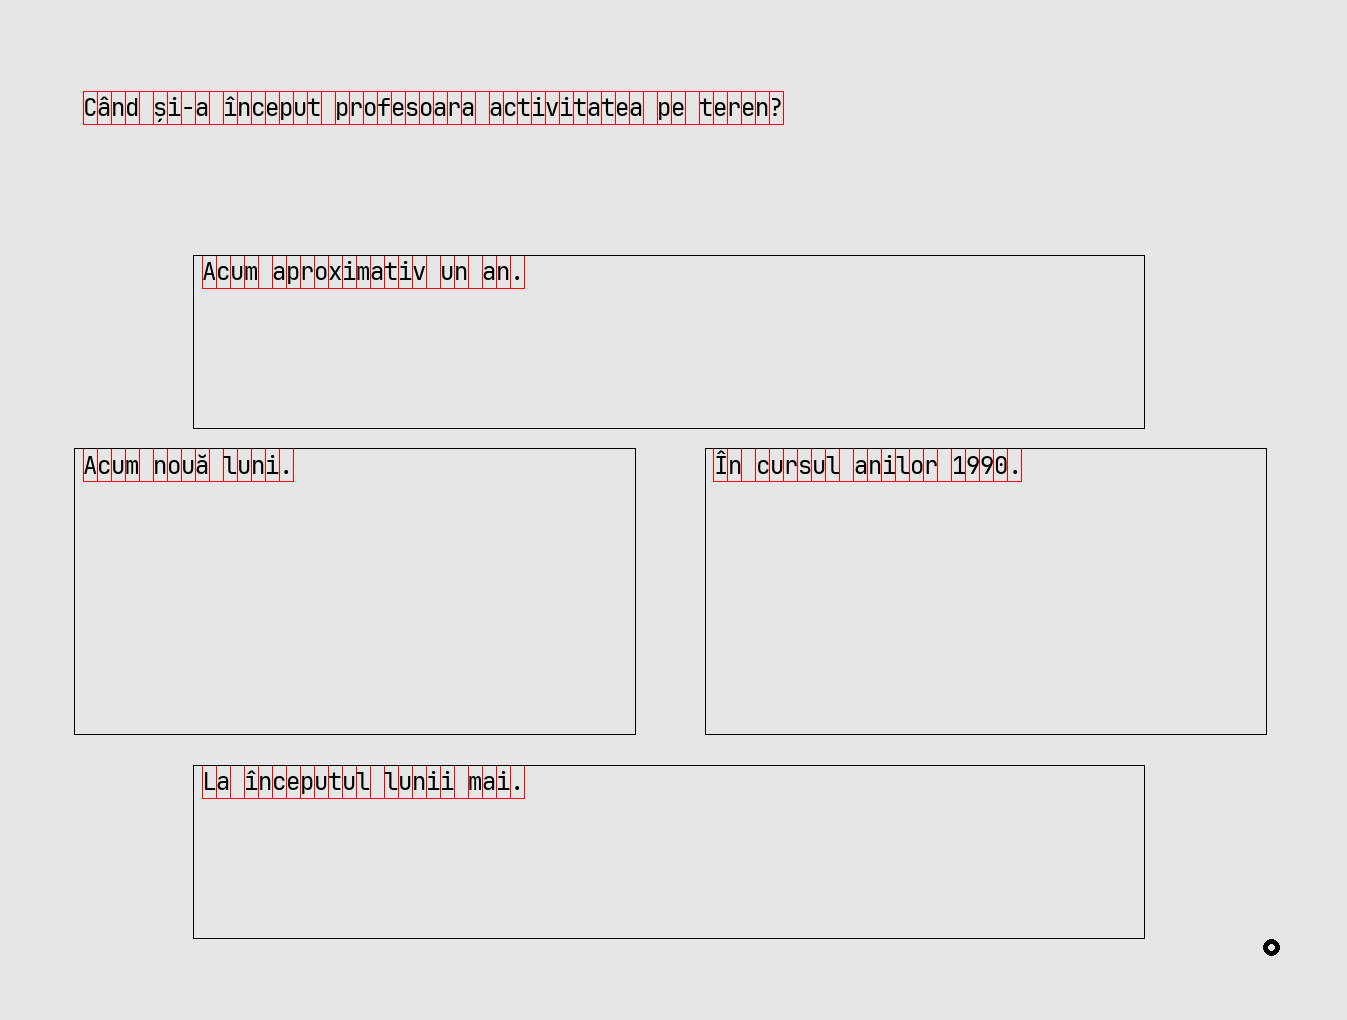 Când și-a început profesoara activitatea pe teren?
Acum aproximativ un an.
Acum nouă luni.
În cursul anilor 1990.
La începutul lunii mai.